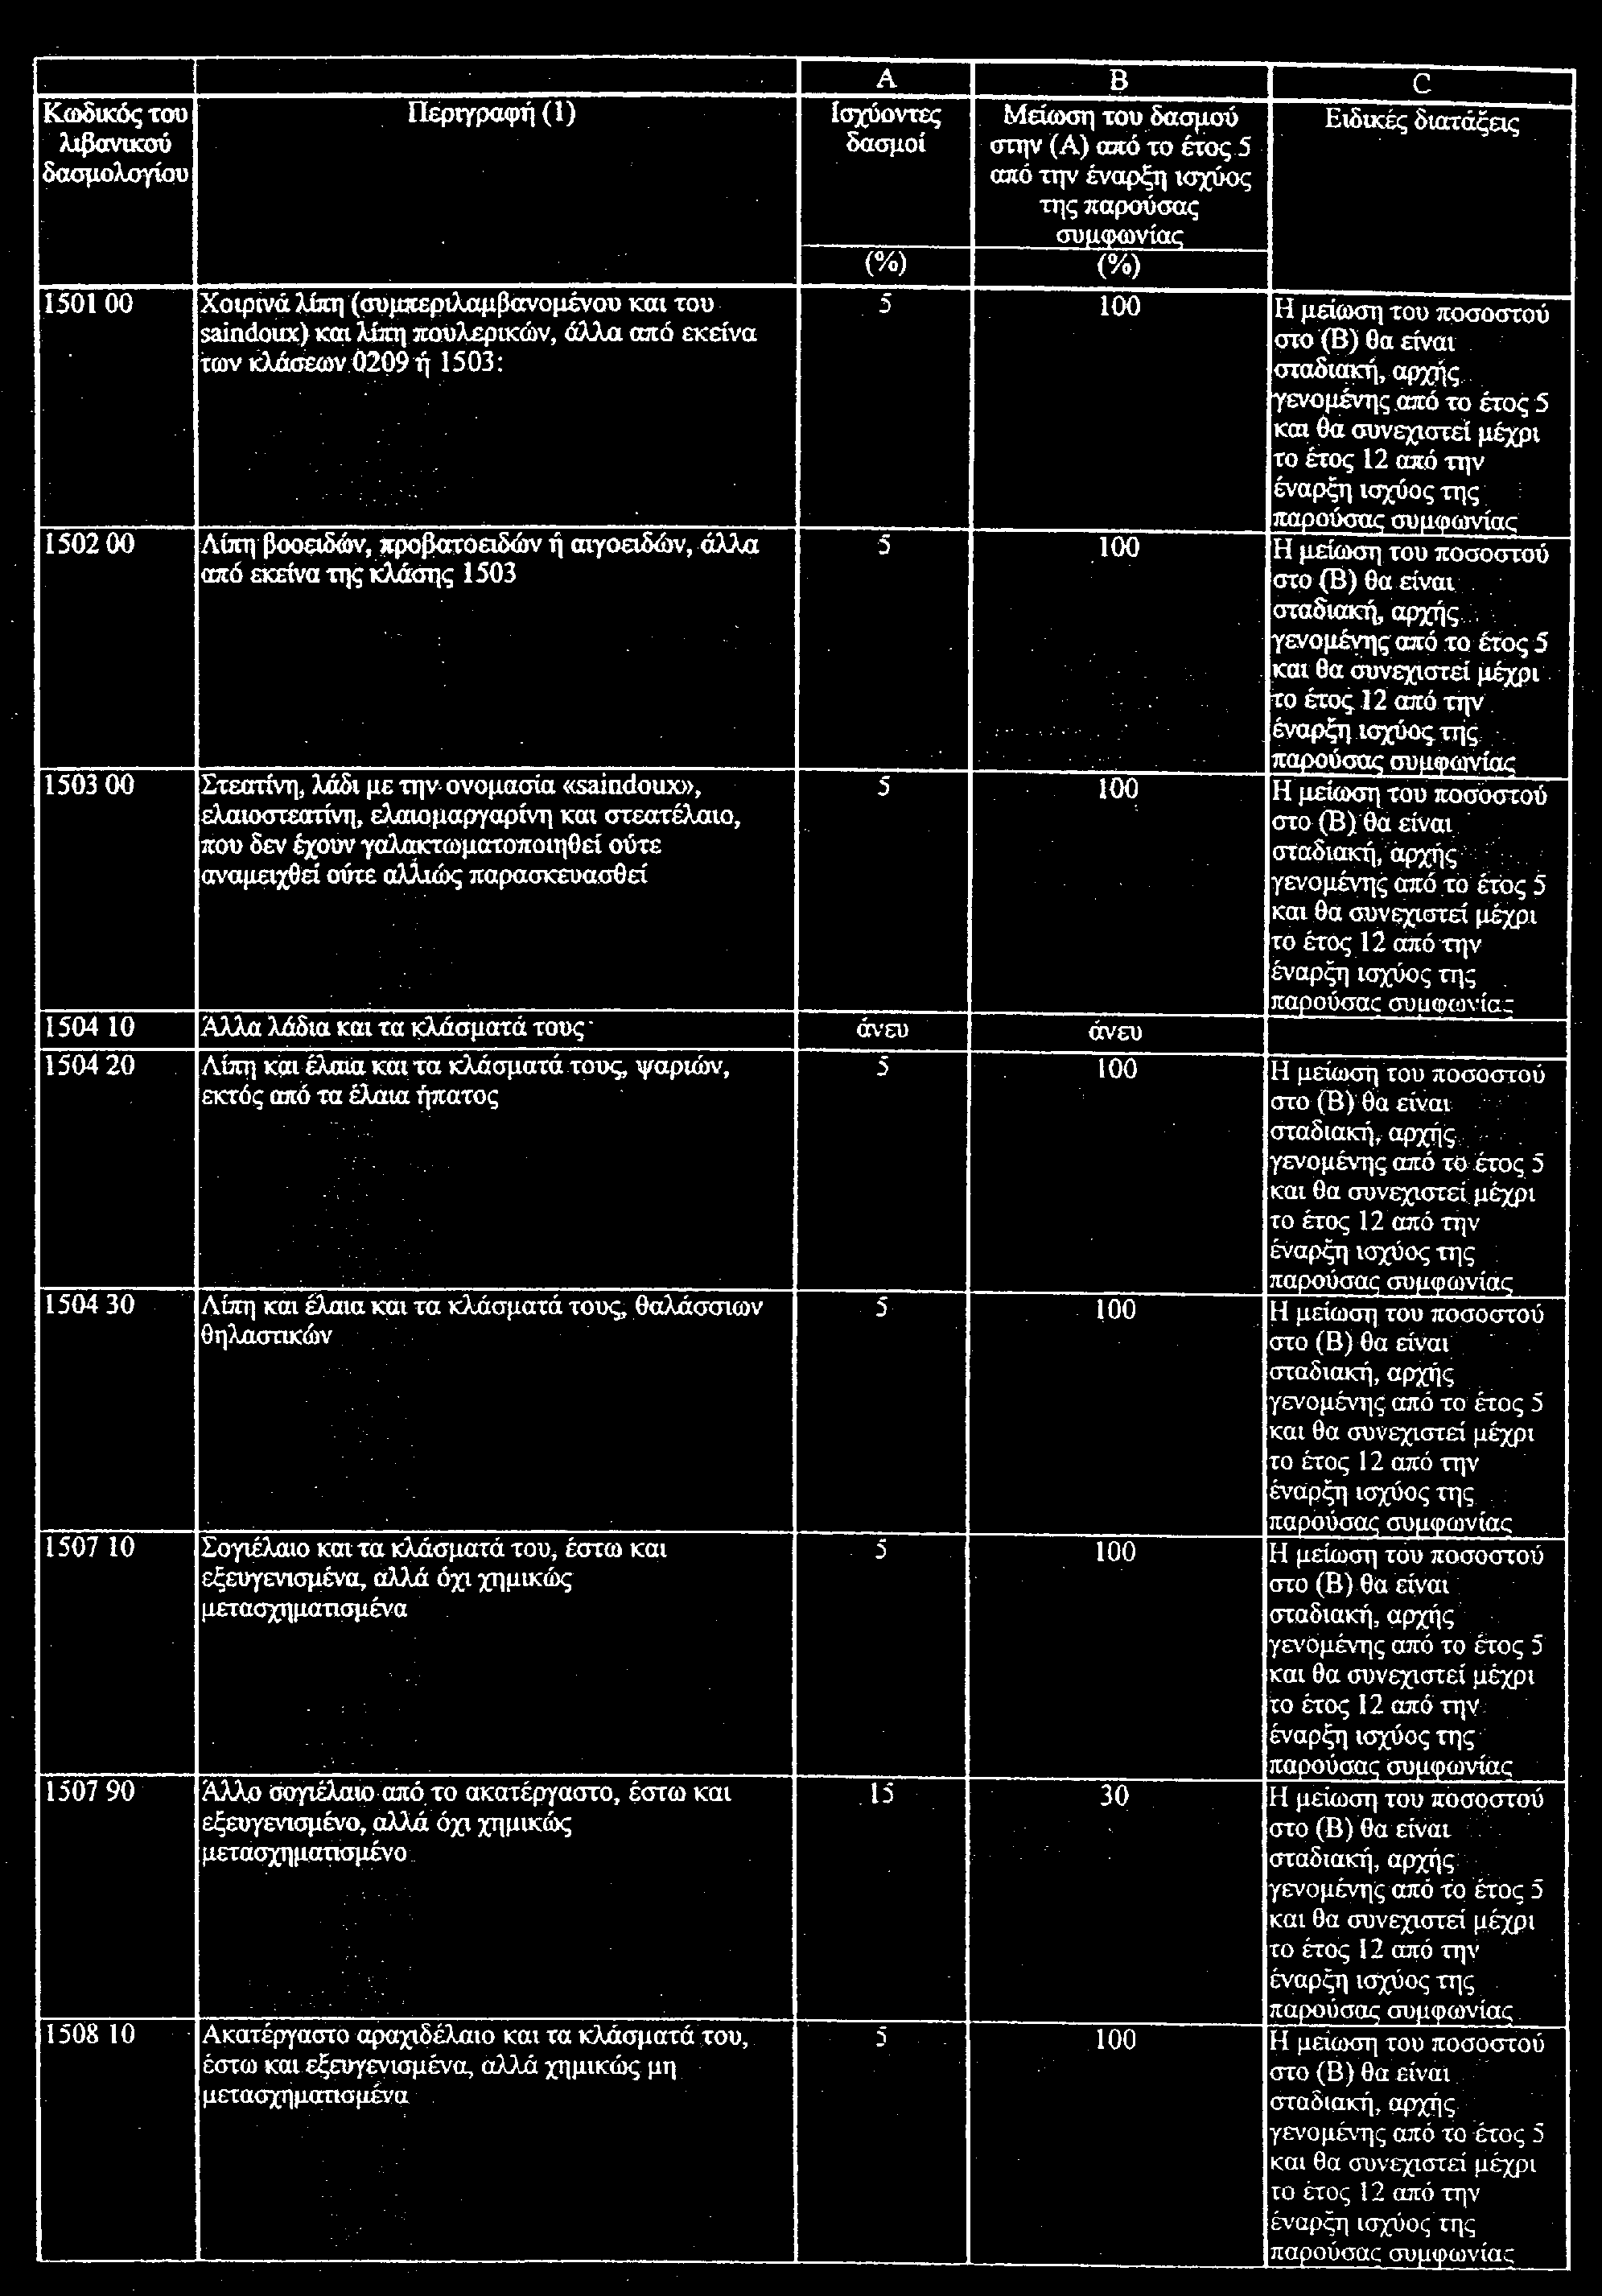 A B C
Κωδικός του λιβανικού δασμολογίου
Περιγραφή (1)
Ισχύοντες δασμοί
Μείωση του δασμού στην (Α) από το έτος 5 από την έναρξη ισχύος της παρούσας συμφωνίας
Ειδικές διατάξεις
(%) (%)
1501 00
Χοιρινά λίπη (συμπεριλαμβανομένου και του
saindoux) και λίπη πουλερικών, άλλα από εκείνα
των κλάσεων 0209 ή 1503:
5
100
Η μείωση του ποσοστού
στο (Β) θα είναι
σταδιακή, αρχής
γενομένης από το έτος 5
και θα συνεχιστεί μέχρι
το έτος 12 από την
έναρξη ισχύος της
παρούσας συμφωνίας
1502 00
Λίπη βοοειδών, προβατοειδών ή αιγοειδών, άλλα
από εκείνα της κλάσης 1503
5
100
Η μείωση του ποσοστού
στο (Β) θα είναι
σταδιακή, αρχής
γενομένης από το έτος 5
και θα συνεχιστεί μέχρι
το έτος 12 από την
έναρξη ισχύος της
παρούσας συμφωνίας
1503 00
Στεατίνη, λάδι με την ονομασία «saindoux»,
ελαιοστεατίνη, ελαιομαργαρίνη και στεατέλαιο,
που δεν έχουν γαλακτωματοποιηθεί ούτε
αναμειχθεί ούτε αλλιώς παρασκευασθεί
5
100
Η μείωση του ποσοστού
στο (Β) θα είναι
σταδιακή, αρχής
γενομένης από το έτος 5
και θα συνεχιστεί μέχρι
το έτος 12 από την
έναρξη ισχύος της
παρούσας συμφωνίας
1504 10
Άλλα λάδια και τα κλάσματά τους
άνευ
άνευ
1504 20
Λίπη και έλαια και τα κλάσματά τους, ψαριών,
εκτός από τα έλαια ήπατος
5
100
Η μείωση του ποσοστού
στο (Β) θα είναι
σταδιακή, αρχής
γενομένης από το έτος 5
και θα συνεχιστεί μέχρι
το έτος 12 από την
έναρξη ισχύος της
παρούσας συμφωνίας
1504 30
Λίπη και έλαια και τα κλάσματά τους, θαλάσσιων
θηλαστικών
5
100
Η μείωση του ποσοστού
στο (Β) θα είναι
σταδιακή, αρχής
γενομένης από το έτος 5
και θα συνεχιστεί μέχρι
το έτος 12 από την
έναρξη ισχύος της
παρούσας συμφωνίας
1507 10
Σογιέλαιο και τα κλάσματά του, έστω και
εξευγενισμένα, αλλά όχι χημικώς
μετασχηματισμένα
5
100
Η μείωση του ποσοστού
στο (Β) θα είναι
σταδιακή, αρχής
γενομένης από το έτος 5
και θα συνεχιστεί μέχρι
το έτος 12 από την
έναρξη ισχύος της
παρούσας συμφωνίας
1507 90
Άλλο σογιέλαιο από το ακατέργαστο, έστω και
εξευγενισμένο, αλλά όχι χημικώς
μετασχηματισμένο
15
30
Η μείωση του ποσοστού
στο (Β) θα είναι
σταδιακή, αρχής
γενομένης από το έτος 5
και θα συνεχιστεί μέχρι
το έτος 12 από την
έναρξη ισχύος της
παρούσας συμφωνίας
1508 10
Ακατέργαστο αραχιδέλαιο και τα κλάσματά του,
έστω και εξευγενισμένα, αλλά χημικώς μη
μετασχηματισμένα
5
100
Η μείωση του ποσοστού
στο (Β) θα είναι
σταδιακή, αρχής
γενομένης από το έτος 5
και θα συνεχιστεί μέχρι
το έτος 12 από την
έναρξη ισχύος της
παρούσας συμφωνίας